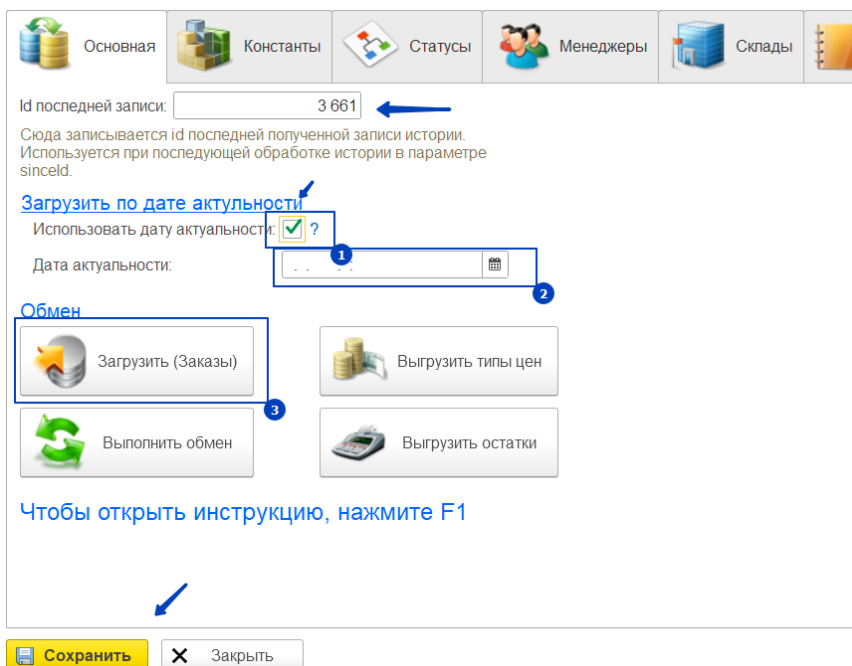 Основная
Константы
Статусы
Менеджеры
Склады
Id последней записи: 3 661
Сюда записывается id последней полученной записи истории.
Используется при последующей обработке истории в параметре
sinceId.
Загрузить по дате актульности
Использовать дату актуальности: ?
1
Дата актуальности: . . : :
2
Обмен
Загрузить (Заказы)
Выгрузить типы цен
3
Выполнить обмен
Выгрузить остатки
Чтобы открыть инструкцию, нажмите F1
Сохранить
Закрыть